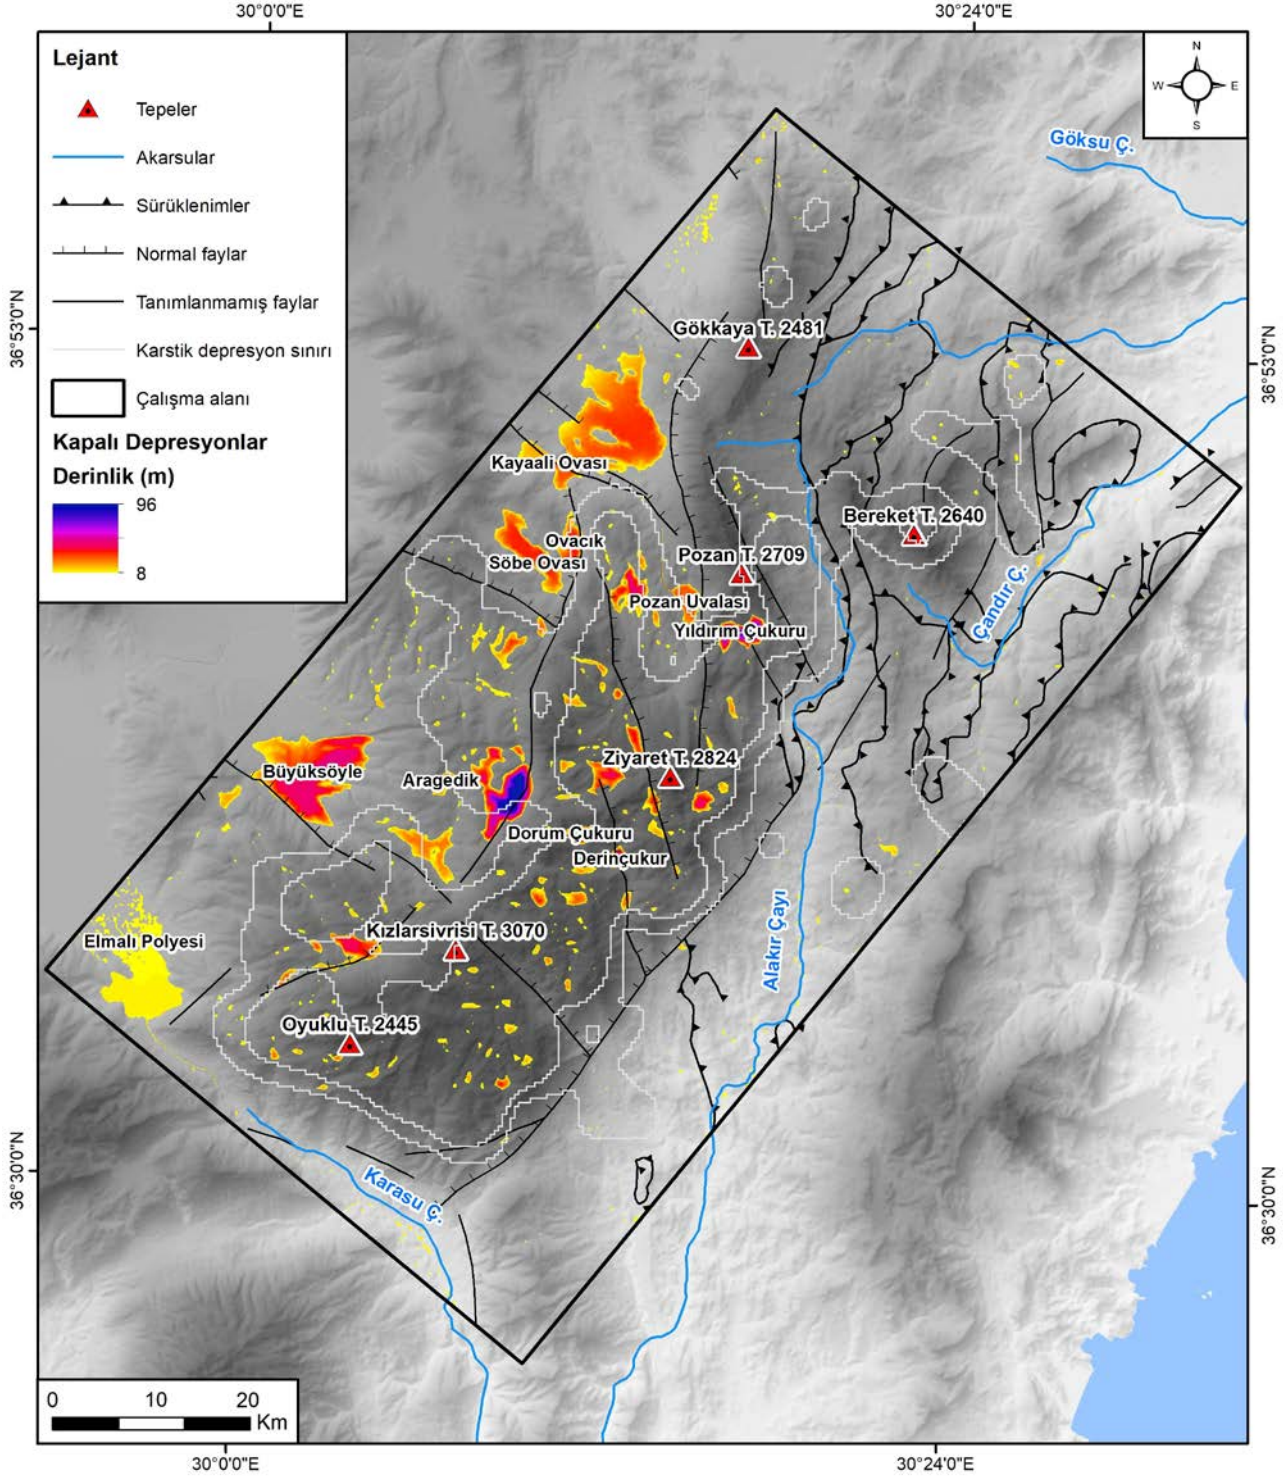 30°0'0"E
30°24'0"E
Lejant
Tepeler
Akarsular
Sürüklenimler
Normal faylar
Tanımlanmamış faylar
Karstik depresyon sınırı
Çalışma alanı
Kapalı Depresyonlar
Derinlik (m)
96
8
N
W
E
S
Göksu Ç.
36°53'0"N
36°53'0"N
Gökkaya T. 2481
Kayaali Ovası
Bereket T. 2640
Ovacık
Söbe Ovası
Pozan T. 2709
Pozan Uvalası
Yıldırım Çukuru
Çandır Ç.
Ziyaret T. 2824
Büyüksöyle
Aragedik
Dorum Çukuru
Derinçukur
Kızlarsivrisi T. 3070
Elmalı Polyesi
Alakır Çayı
Oyuklu T. 2445
36°30'0"N
36°30'0"N
Karasu Ç.
0
10
20
Km
30°0'0"E
30°24'0"E